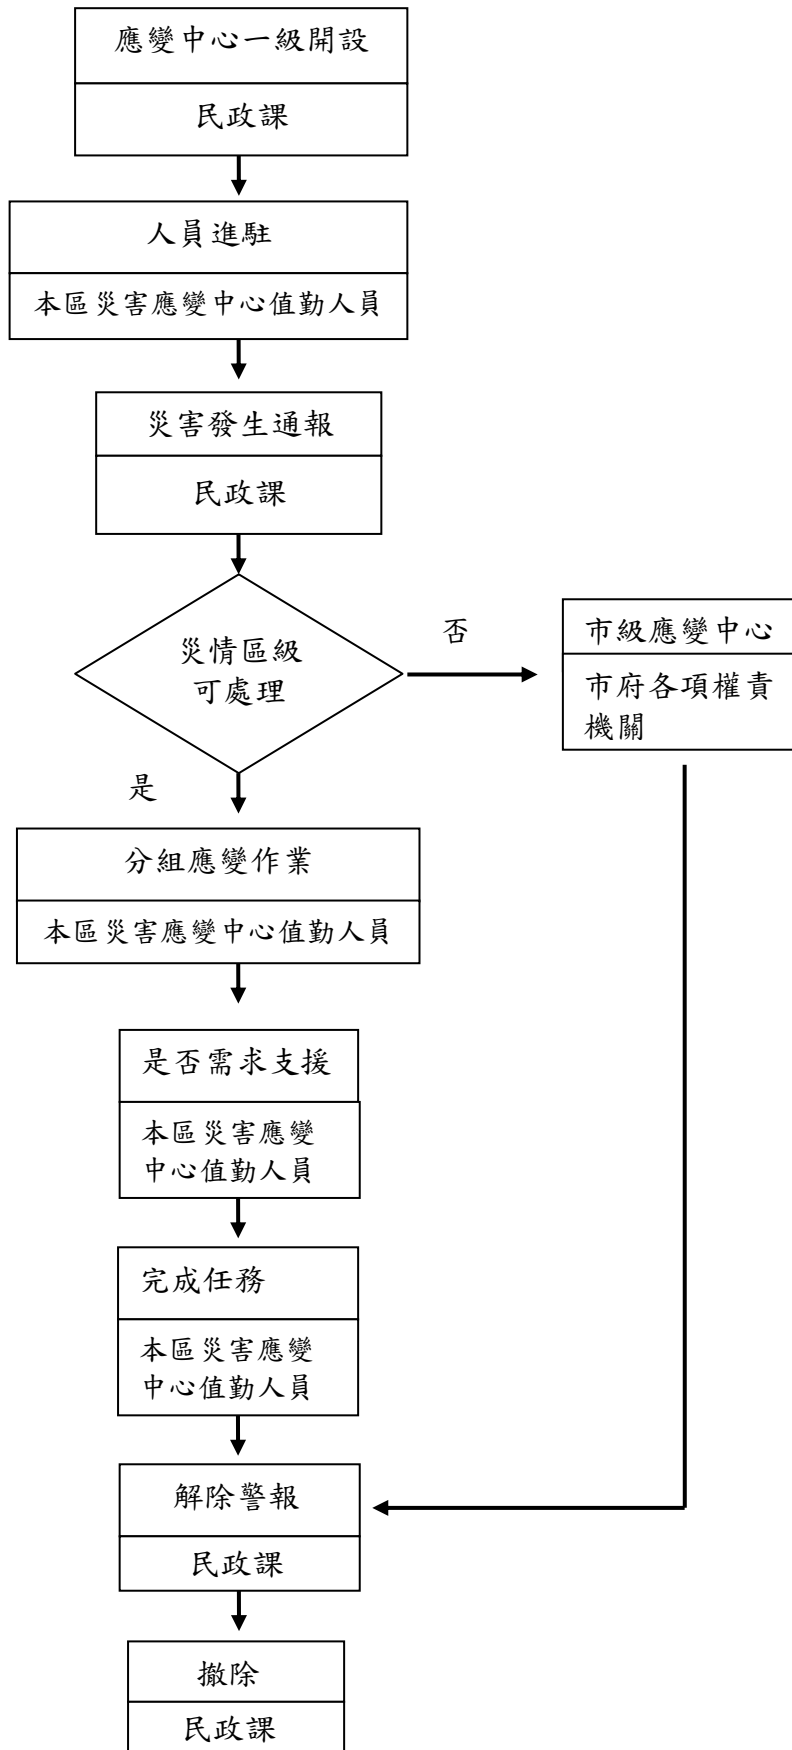 應變中心一級開設
民政課
人員進駐
本區災害應變中心值勤人員
災害發生通報
民政課
災情區級
可處理
否
市級應變中心
市府各項權責
機關
是
分組應變作業
本區災害應變中心值勤人員
是否需求支援
本區災害應變
中心值勤人員
完成任務
本區災害應變
中心值勤人員
解除警報
民政課
撤除
民政課